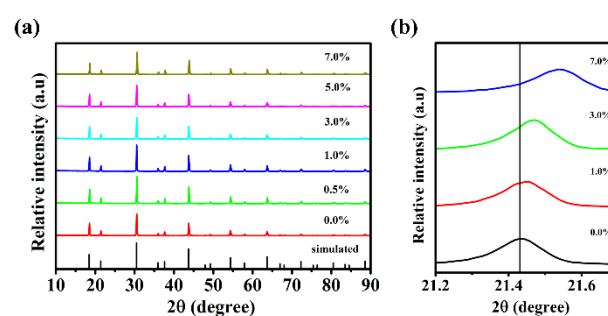 (a)
Relative intensity (a.u)
7.0%
5.0%
3.0%
1.0%
0.5%
0.0%
simulated
10 20 30 40 50 60 70 80 90
2θ (degree)
(b)
Relative intensity (a.u)
7.0%
3.0%
1.0%
0.0%
21.2 21.4 21.6
2θ (degree)